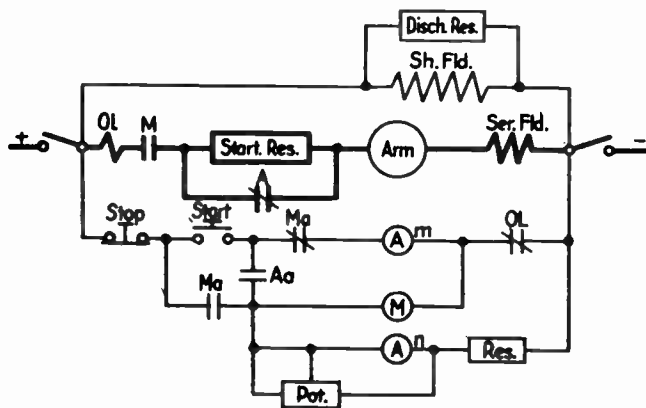 Disch. Res.
Sh. Fld.
+ OL M Start. Res. Arm Ser. Fld. −
A
Stop Start Ma A m OL
Ma Aa M
A n Res.
Pot.